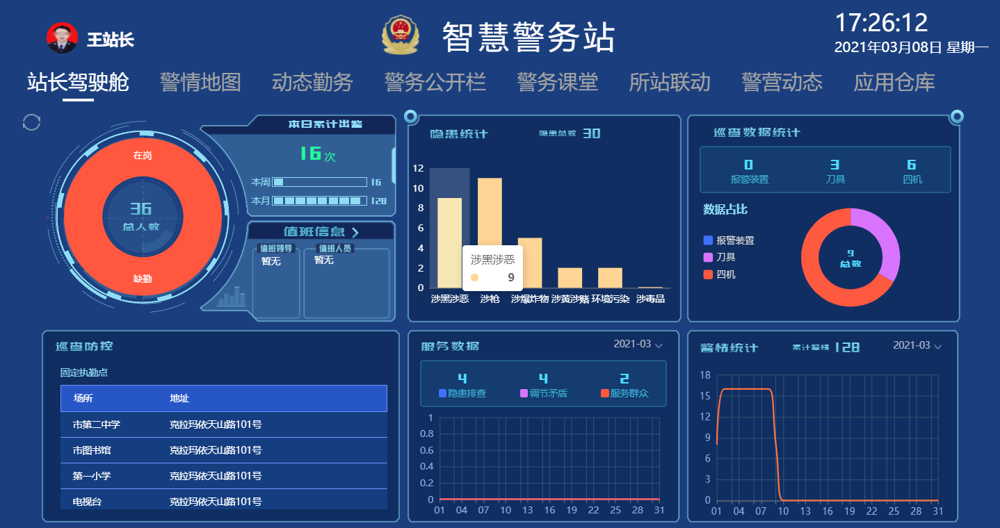 王站长
智慧警务站
17:26:12
2021年03月08日 星期一
站长驾驶舱 警情地图 动态勤务 警务公开栏 警务课堂 所站联动 警营动态 应用仓库
在岗
36
总人数
缺勤
本日累计出警
16次
本周 16
本月 128
值班信息
值班领导 值班人员
暂无 暂无
隐患统计 隐患总数 30
12
10
8
6
4
2
0
涉黑涉恶
9
涉黑涉恶 涉枪 涉爆炸物 涉黄涉赌 环境污染 涉毒品
巡查数据统计
0 3 6
报警装置 刀具 四机
数据占比
报警装置
刀具
四机
9
总数
巡查防控
固定执勤点
场所 地址
市第二中学 克拉玛依天山路101号
市图书馆 克拉玛依天山路101号
第一小学 克拉玛依天山路101号
电视台 克拉玛依天山路101号
服务数据 2021-03
4 4 2
隐患排查 调节矛盾 服务群众
1
0.8
0.6
0.4
0.2
0
01 04 07 10 13 16 19 22 25 28 31
警情统计 累计警情 128 2021-03
18
15
12
9
6
3
0
01 04 07 10 13 16 19 22 25 28 31